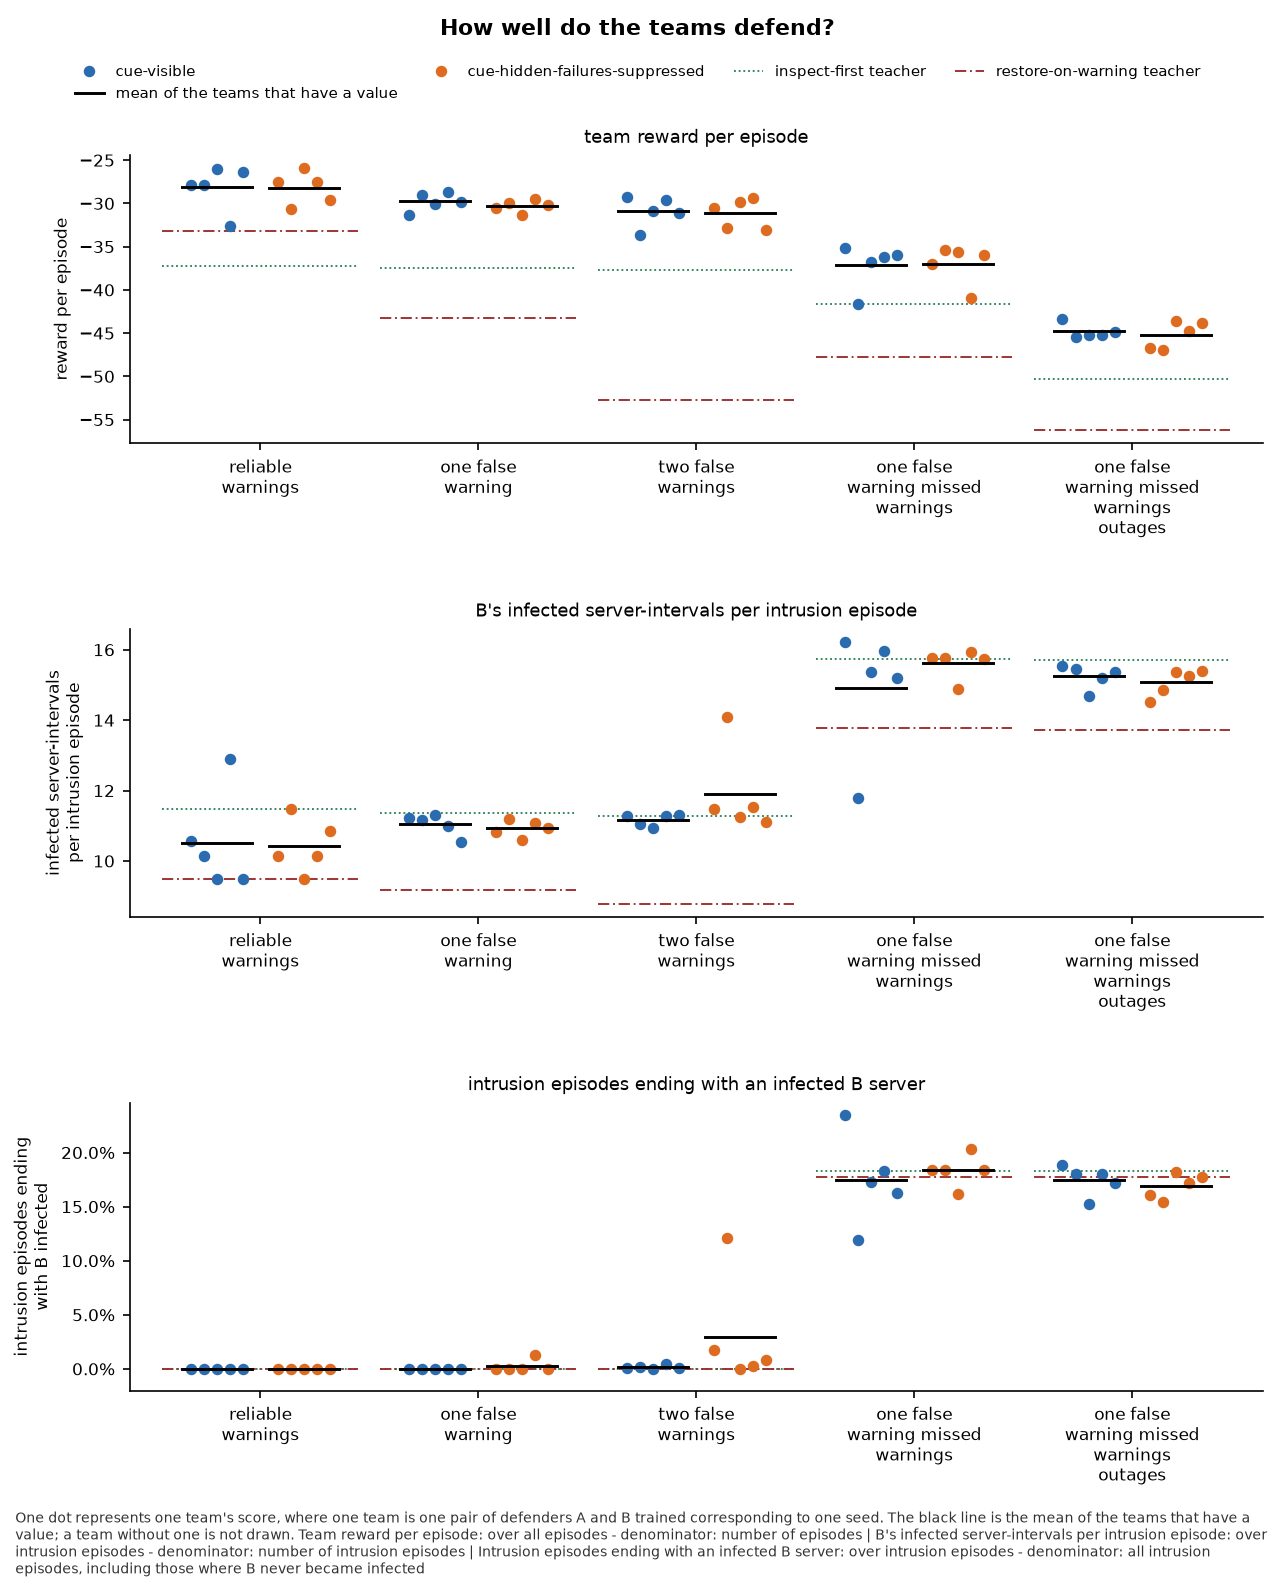 How well do the teams defend?
cue-visible
cue-hidden-failures-suppressed
inspect-first teacher
restore-on-warning teacher
mean of the teams that have a value
team reward per episode
reward per episode
−25
−30
−35
−40
−45
−50
−55
reliable
warnings
one false
warning
two false
warnings
one false
warning missed
warnings
one false
warning missed
warnings
outages
B's infected server-intervals per intrusion episode
infected server-intervals
per intrusion episode
16
14
12
10
reliable
warnings
one false
warning
two false
warnings
one false
warning missed
warnings
one false
warning missed
warnings
outages
intrusion episodes ending with an infected B server
intrusion episodes ending
with B infected
20.0%
15.0%
10.0%
5.0%
0.0%
reliable
warnings
one false
warning
two false
warnings
one false
warning missed
warnings
one false
warning missed
warnings
outages
One dot represents one team's score, where one team is one pair of defenders A and B trained corresponding to one seed. The black line is the mean of the teams that have a
value; a team without one is not drawn. Team reward per episode: over all episodes - denominator: number of episodes | B's infected server-intervals per intrusion episode: over
intrusion episodes - denominator: number of intrusion episodes | Intrusion episodes ending with an infected B server: over intrusion episodes - denominator: all intrusion
episodes, including those where B never became infected